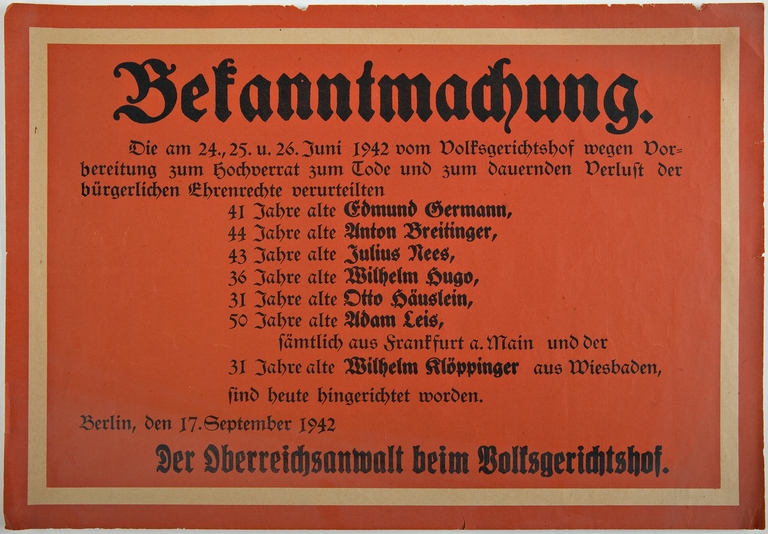 Bekanntmachung.
Die am 24., 25. u. 26. Juni 1942 vom Volksgerichtshof wegen Vor=
bereitung zum Hochverrat zum Tode und zum dauernden Verlust der
bürgerlichen Ehrenrechte verurteilten
41 Jahre alte Edmund Germann,
44 Jahre alte Anton Breitinger,
43 Jahre alte Julius Nees,
36 Jahre alte Wilhelm Hugo,
31 Jahre alte Otto Häuslein,
50 Jahre alte Adam Leis,
sämtlich aus Frankfurt a. Main und der
31 Jahre alte Wilhelm Klöppinger aus Wiesbaden,
sind heute hingerichtet worden.
Berlin, den 17. September 1942
Der Oberreichsanwalt beim Volksgerichtshof.